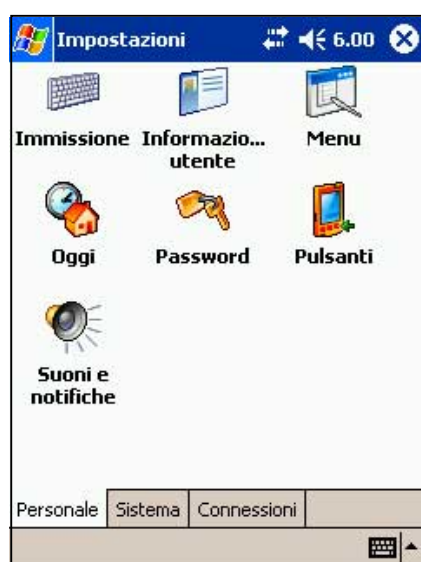 Impostazioni 6.00
Immissione Informazio... Menu
utente
Oggi Password Pulsanti
Suoni e
notifiche
Personale Sistema Connessioni